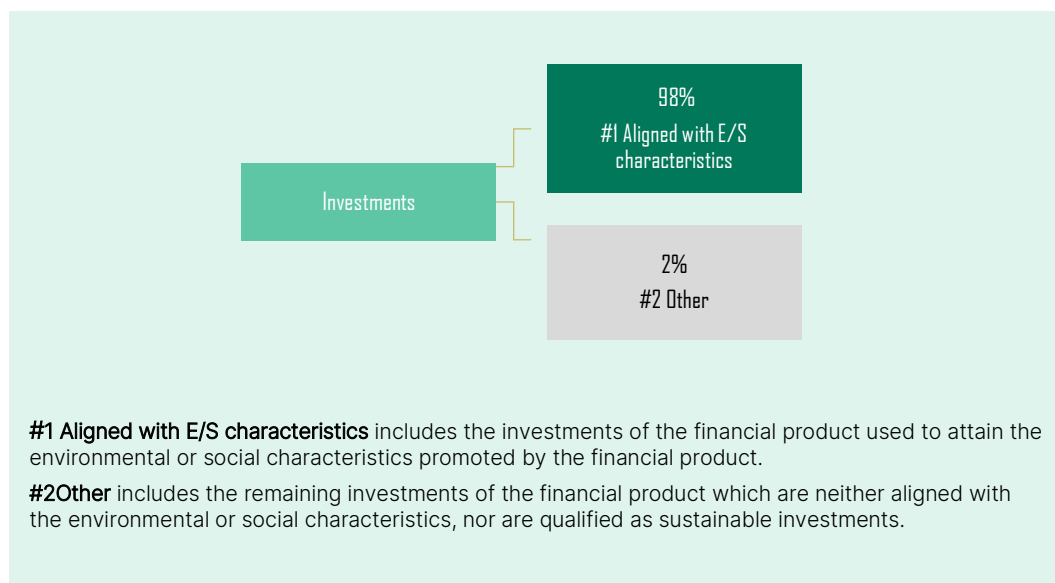 98%
#1 Aligned with E/S
characteristics
Investments
2%
#2 Other
#1 Aligned with E/S characteristics includes the investments of the financial product used to attain the
environmental or social characteristics promoted by the financial product.
#2Other includes the remaining investments of the financial product which are neither aligned with
the environmental or social characteristics, nor are qualified as sustainable investments.